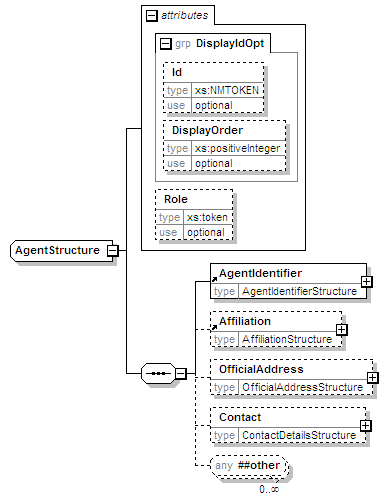 attributes
grp DisplayIdOpt
Id
type xs:NMTOKEN
use optional
DisplayOrder
type xs:positiveInteger
use optional
Role
type xs:token
use optional
AgentStructure
AgentIdentifier
type AgentIdentifierStructure
Affiliation
type AffiliationStructure
OfficialAddress
type OfficialAddressStructure
Contact
type ContactDetailsStructure
any ##other
0..∞